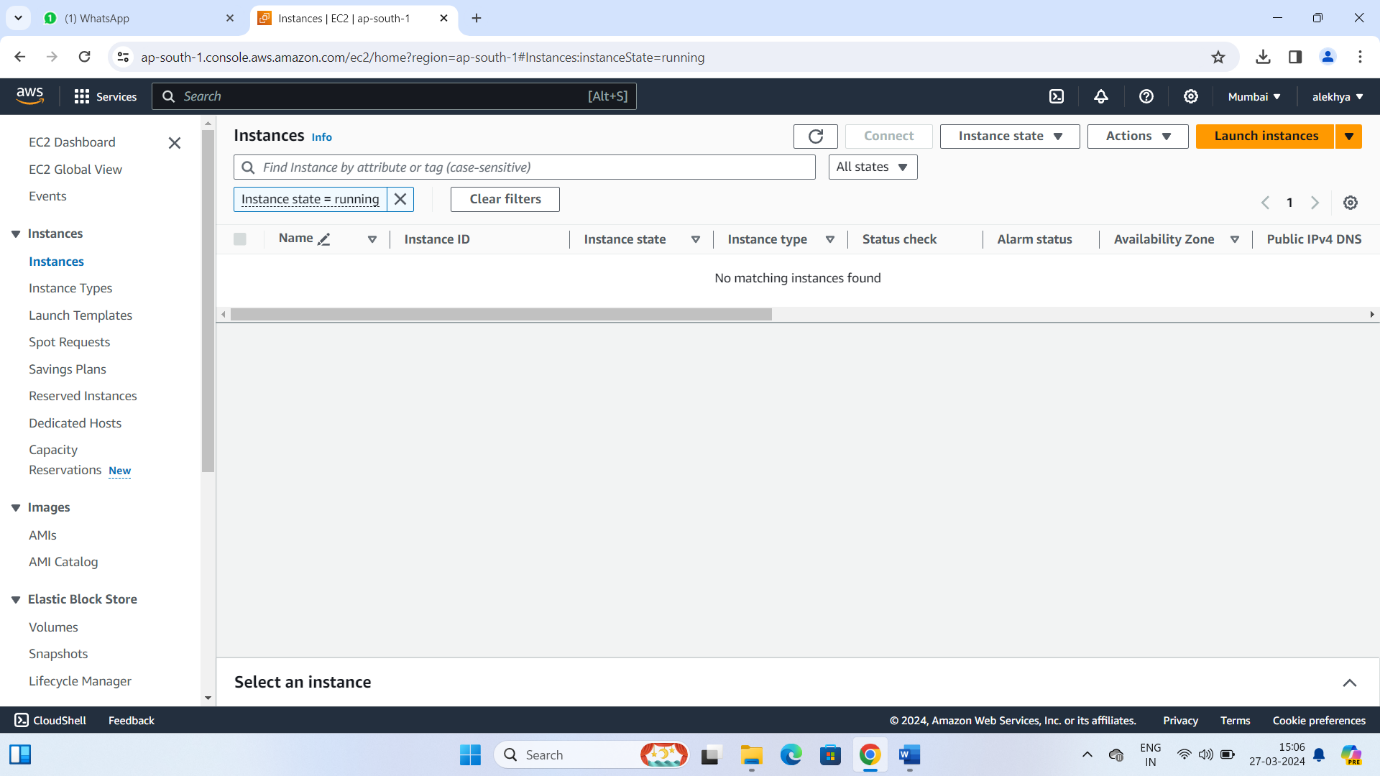 (1) WhatsApp
Instances | EC2 | ap-south-1
ap-south-1.console.aws.amazon.com/ec2/home?region=ap-south-1#Instances:instanceState=running
aws
Services
Search
[Alt+S]
Mumbai
alekhya
EC2 Dashboard
EC2 Global View
Events
Instances
Instances
Instance Types
Launch Templates
Spot Requests
Savings Plans
Reserved Instances
Dedicated Hosts
Capacity
Reservations New
Images
AMIs
AMI Catalog
Elastic Block Store
Volumes
Snapshots
Lifecycle Manager
Instances Info
Connect
Instance state
Actions
Launch instances
Find Instance by attribute or tag (case-sensitive)
All states
Instance state = running
Clear filters
1
Name
Instance ID
Instance state
Instance type
Status check
Alarm status
Availability Zone
Public IPv4 DNS
No matching instances found
Select an instance
CloudShell
Feedback
© 2024, Amazon Web Services, Inc. or its affiliates.
Privacy
Terms
Cookie preferences
Search
ENG
IN
15:06
27-03-2024
PRE